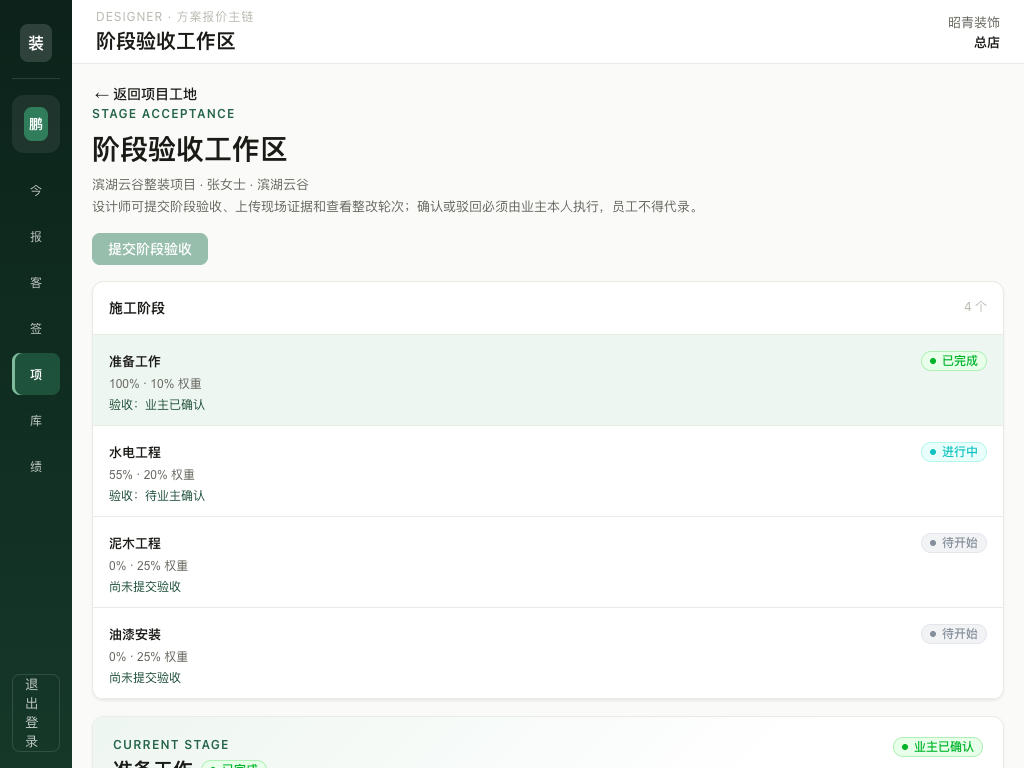 装
鹏
今
报
客
签
项
库
绩
退
出
登
录
DESIGNER · 方案报价主链
阶段验收工作区
昭青装饰
总店
← 返回项目工地
STAGE ACCEPTANCE
阶段验收工作区
滨湖云谷整装项目 · 张女士 · 滨湖云谷
设计师可提交阶段验收、上传现场证据和查看整改轮次；确认或驳回必须由业主本人执行，员工不得代录。
提交阶段验收
施工阶段
4 个
准备工作
已完成
100% · 10% 权重
验收：业主已确认
水电工程
进行中
55% · 20% 权重
验收：待业主确认
泥木工程
待开始
0% · 25% 权重
尚未提交验收
油漆安装
待开始
0% · 25% 权重
尚未提交验收
CURRENT STAGE
业主已确认
准备工作
已完成